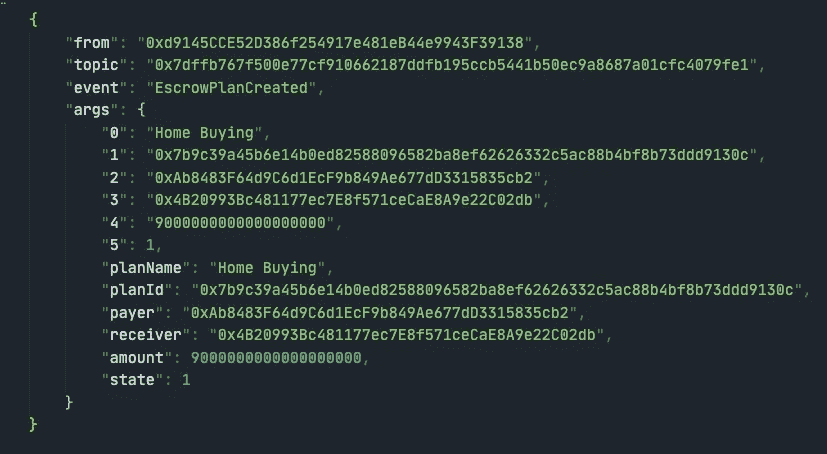 {
"from": "0xd9145CCE52D386f254917e481eB44e9943F39138",
"topic": "0x7dffb767f500e77cf910662187ddfb195ccb5441b50ec9a8687a01cfc4079fe1",
"event": "EscrowPlanCreated",
"args": {
"0": "Home Buying",
"1": "0x7b9c39a45b6e14b0ed82588096582ba8ef62626332c5ac88b4bf8b73ddd9130c",
"2": "0xAb8483F64d9C6d1EcF9b849Ae677dD3315835cb2",
"3": "0x4B20993Bc481177ec7E8f571ceCaE8A9e22C02db",
"4": "9000000000000000000",
"5": 1,
"planName": "Home Buying",
"planId": "0x7b9c39a45b6e14b0ed82588096582ba8ef62626332c5ac88b4bf8b73ddd9130c",
"payer": "0xAb8483F64d9C6d1EcF9b849Ae677dD3315835cb2",
"receiver": "0x4B20993Bc481177ec7E8f571ceCaE8A9e22C02db",
"amount": 9000000000000000000,
"state": 1
}
}